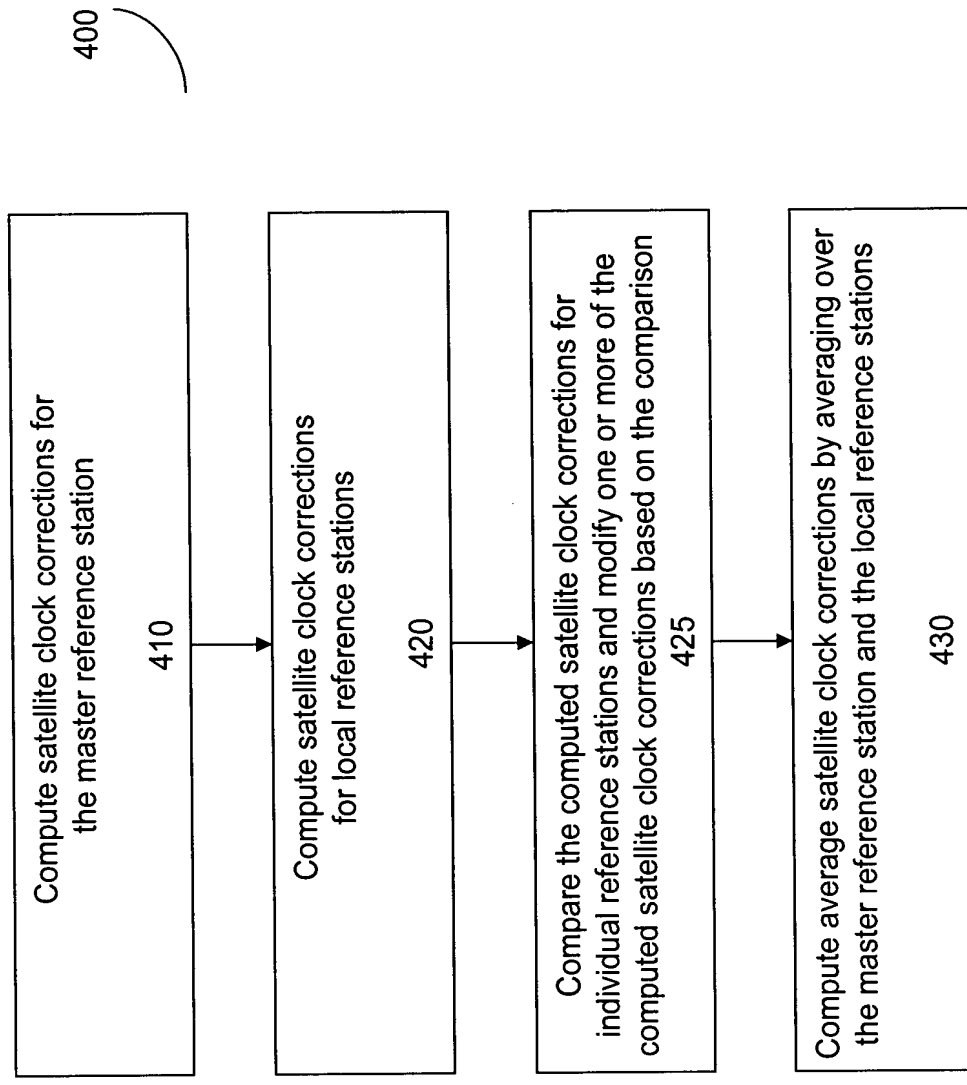 400
Compute satellite clock corrections for
the master reference station
410
Compute satellite clock corrections
for local reference stations
420
Compare the computed satellite clock corrections for
individual reference stations and modify one or more of the
computed satellite clock corrections based on the comparison
425
Compute average satellite clock corrections by averaging over
the master reference station and the local reference stations
430